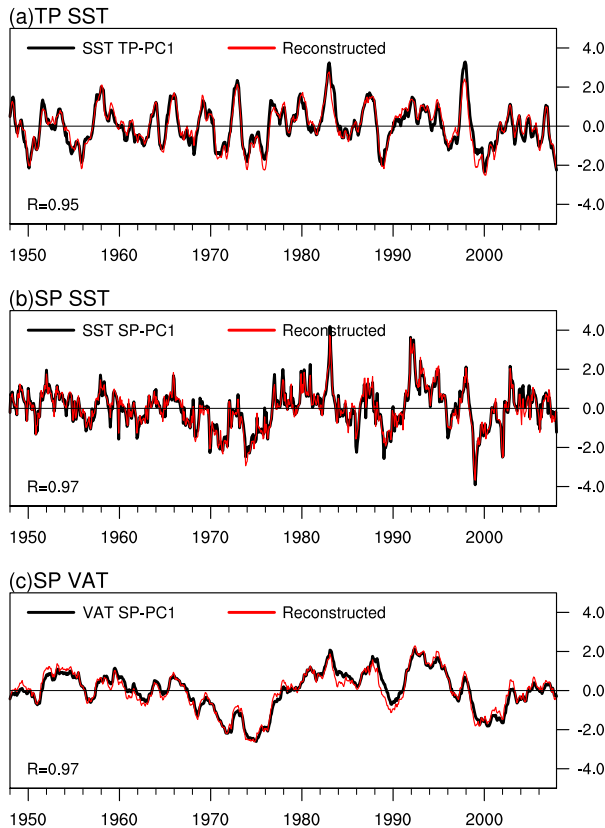 (a)TP SST
SST TP-PC1 Reconstructed
4.0
2.0
0.0
-2.0
-4.0
R=0.95
1950 1960 1970 1980 1990 2000
(b)SP SST
SST SP-PC1 Reconstructed
4.0
2.0
0.0
-2.0
-4.0
R=0.97
1950 1960 1970 1980 1990 2000
(c)SP VAT
VAT SP-PC1 Reconstructed
4.0
2.0
0.0
-2.0
-4.0
R=0.97
1950 1960 1970 1980 1990 2000